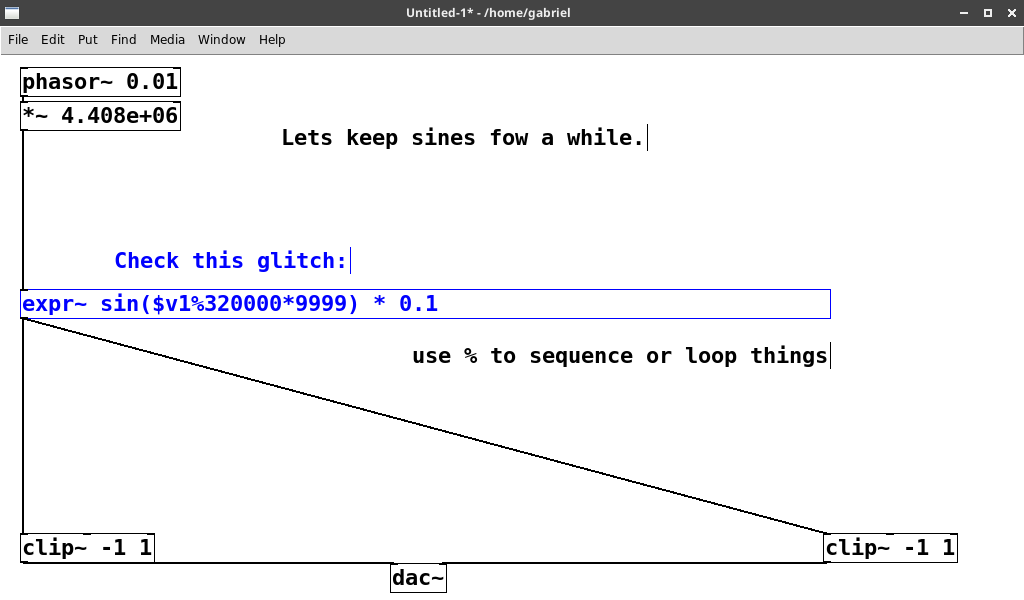 Untitled-1* - /home/gabriel
File Edit Put Find Media Window Help
phasor~ 0.01
*~ 4.408e+06
Lets keep sines fow a while.
Check this glitch:
expr~ sin($v1%320000*9999) * 0.1
use % to sequence or loop things
clip~ -1 1
clip~ -1 1
dac~